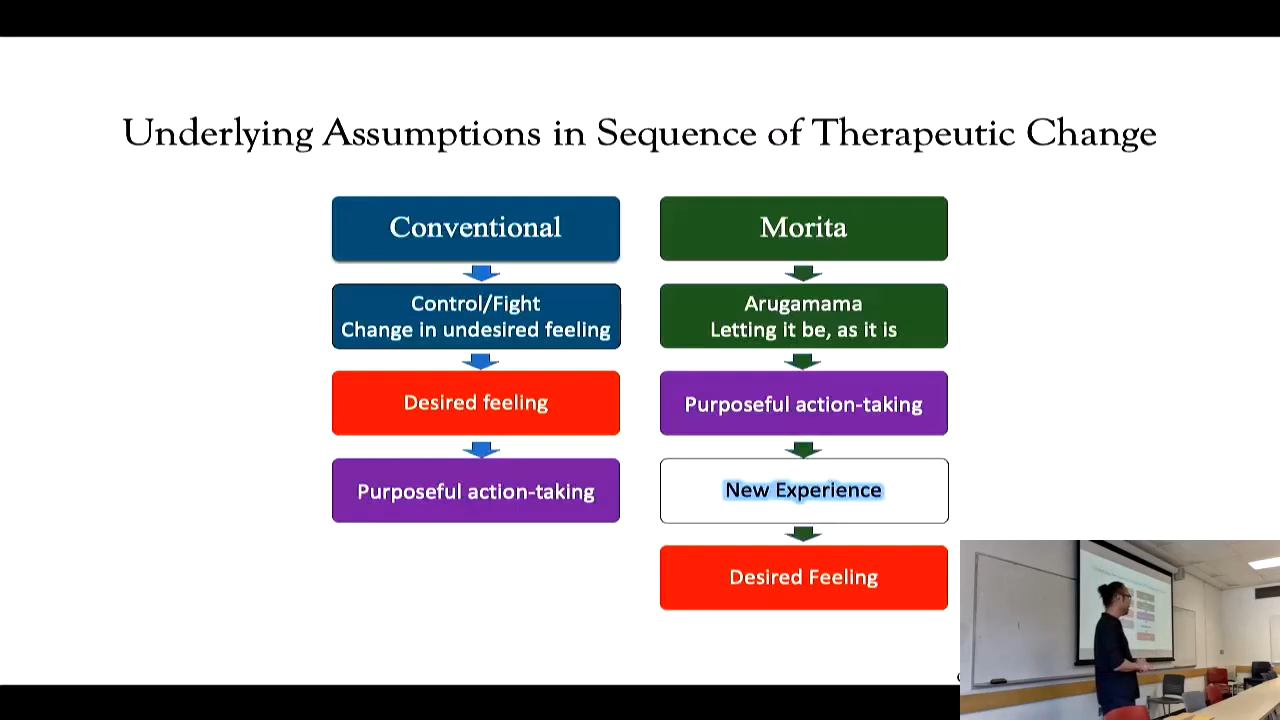 Underlying Assumptions in Sequence of Therapeutic Change
Conventional
Control/Fight
Change in undesired feeling
Desired feeling
Purposeful action-taking
Morita
Arugamama
Letting it be, as it is
Purposeful action-taking
New Experience
Desired Feeling